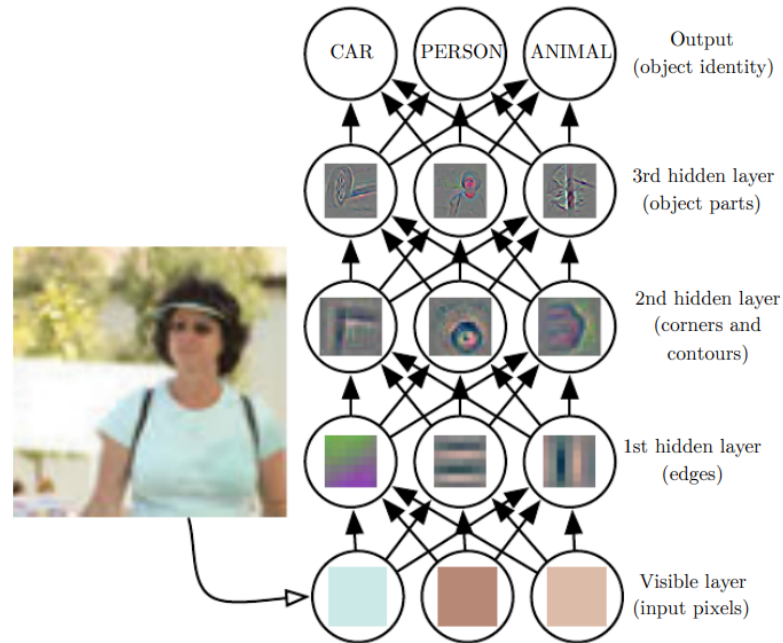 CAR PERSON ANIMAL
Output
(object identity)
3rd hidden layer
(object parts)
2nd hidden layer
(corners and
contours)
1st hidden layer
(edges)
Visible layer
(input pixels)